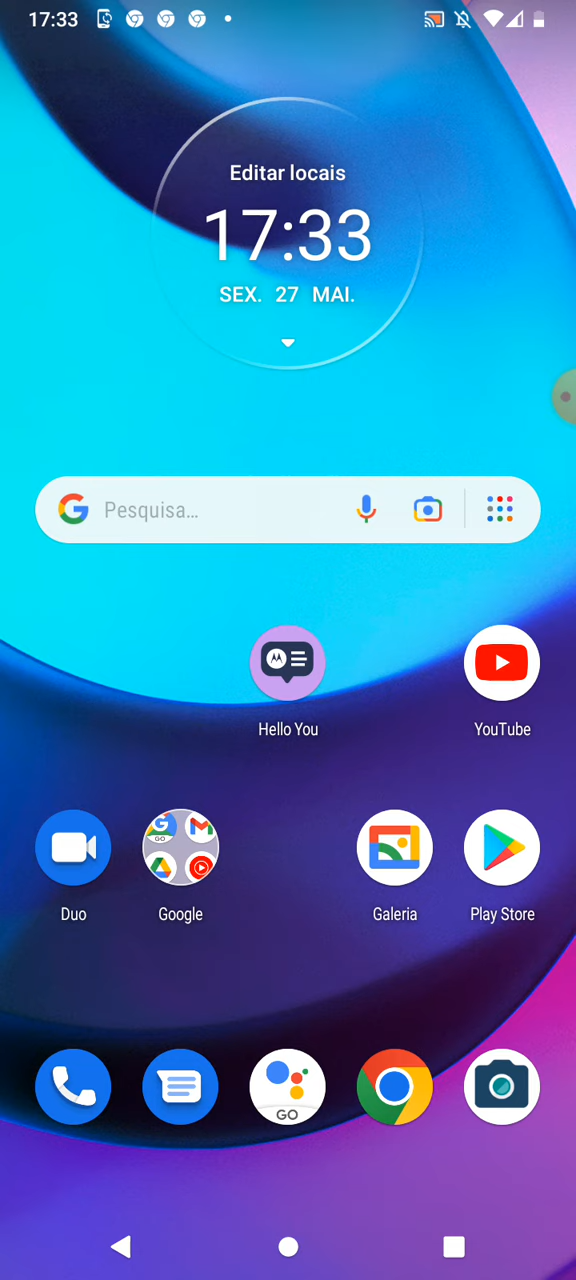 17:33
Editar locais
17:33
SEX. 27 MAI.
Pesquisa...
Hello You
YouTube
GO
Duo
Google
Galeria
Play Store
GO